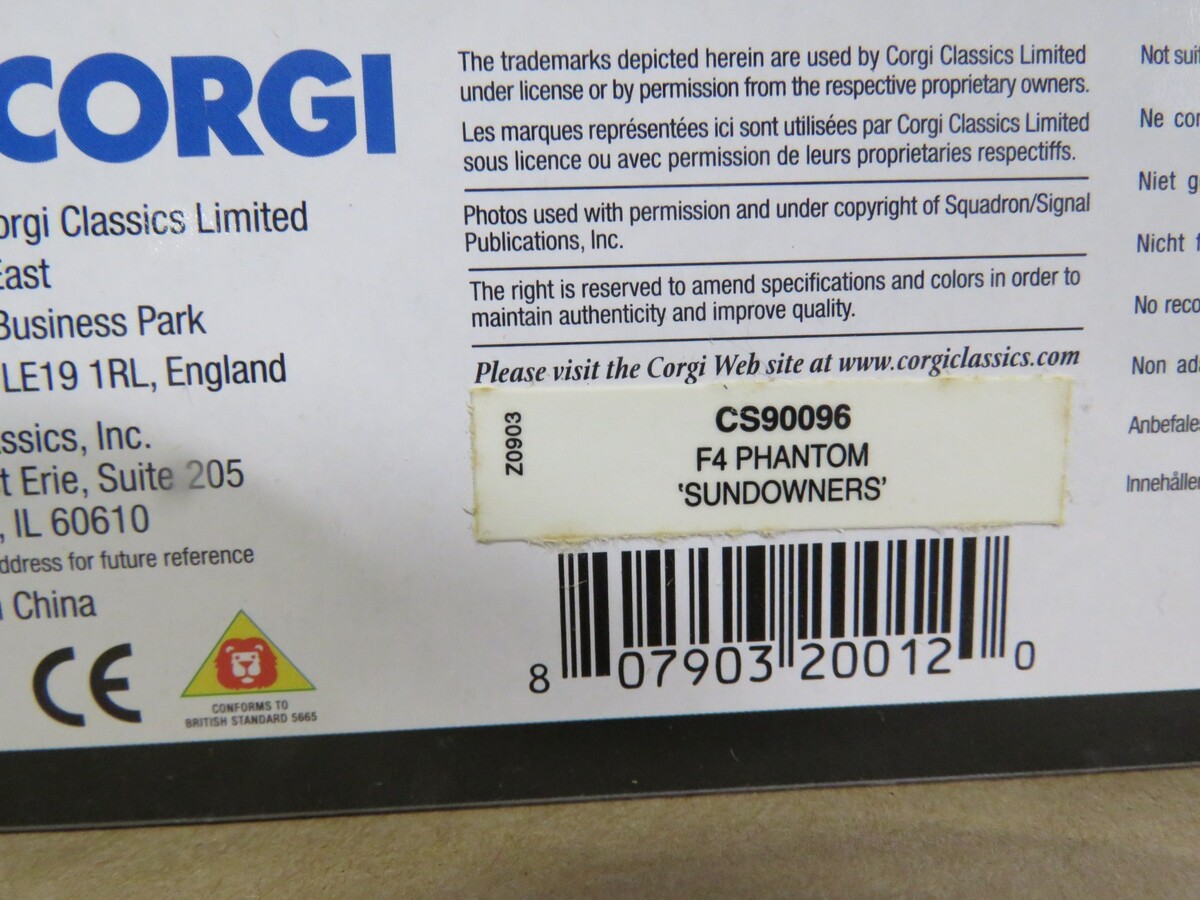 CORGI
orgi Classics Limited
East
Business Park
LE19 1RL, England
ssics, Inc.
t Erie, Suite 205
, IL 60610
ddress for future reference
China
CE
CONFORMS TO
BRITISH STANDARD 5665
The trademarks depicted herein are used by Corgi Classics Limited
under license or by permission from the respective proprietary owners.
Les marques représentées ici sont utilisées par Corgi Classics Limited
sous licence ou avec permission de leurs proprietaries respectiffs.
Photos used with permission and under copyright of Squadron/Signal
Publications, Inc.
The right is reserved to amend specifications and colors in order to
maintain authenticity and improve quality.
Please visit the Corgi Web site at www.corgiclassics.com
Z0903
CS90096
F4 PHANTOM
'SUNDOWNERS'
8 07903 20012 0
Not suit
Ne con
Niet g
Nicht f
No reco
Non ada
Anbefales
Innehåller